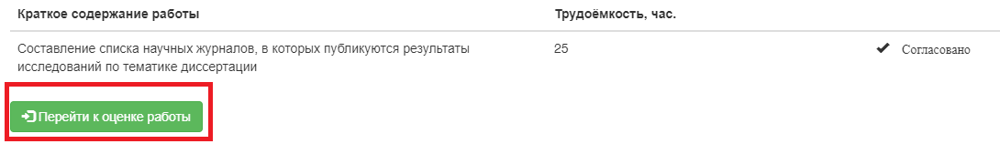 Краткое содержание работы Трудоёмкость, час.
Составление списка научных журналов, в которых публикуются результаты 25 Согласовано
исследований по тематике диссертации
Перейти к оценке работы